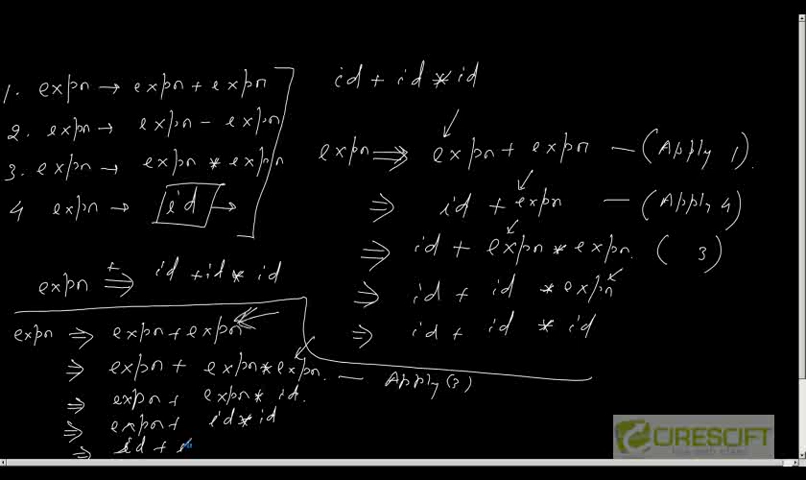 1. expn → expn + expn
2. expn → expn - expn
3. expn → expn * expn
4 expn → id →
expn ⇒+ id + id * id
id + id * id
expn ⇒ expn + expn — (Apply 1).
⇒ id + expn — (Apply 4)
⇒ id + expn * expn. ( 3 )
⇒ id + id * expn
⇒ id + id * id
expn ⇒ expn + expn
⇒ expn + expn * expn. — Apply (3)
⇒ expn + expn * id.
⇒ expn + id * id
⇒ id +